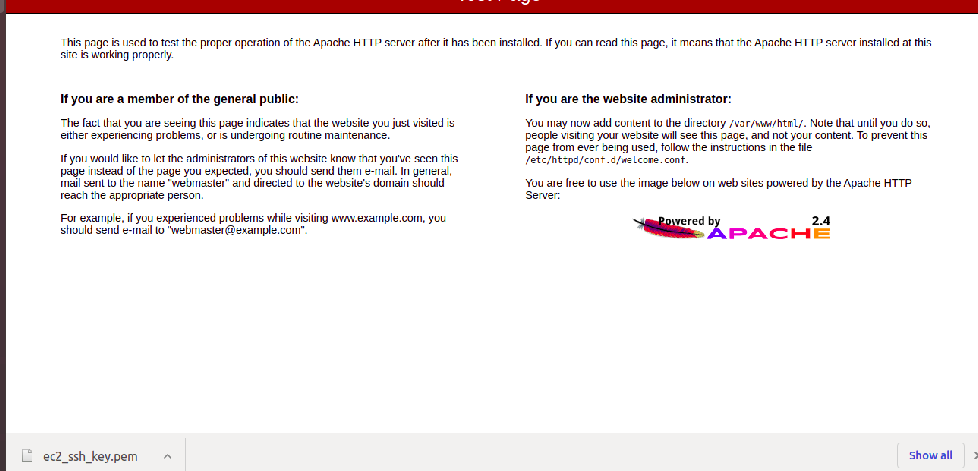 This page is used to test the proper operation of the Apache HTTP server after it has been installed. If you can read this page, it means that the Apache HTTP server installed at this
site is working properly.
If you are a member of the general public:
The fact that you are seeing this page indicates that the website you just visited is
either experiencing problems, or is undergoing routine maintenance.
If you would like to let the administrators of this website know that you've seen this
page instead of the page you expected, you should send them e-mail. In general,
mail sent to the name "webmaster" and directed to the website's domain should
reach the appropriate person.
For example, if you experienced problems while visiting www.example.com, you
should send e-mail to "webmaster@example.com".
If you are the website administrator:
You may now add content to the directory /var/www/html/. Note that until you do so,
people visiting your website will see this page, and not your content. To prevent this
page from ever being used, follow the instructions in the file
/etc/httpd/conf.d/welcome.conf.
You are free to use the image below on web sites powered by the Apache HTTP
Server:
Powered by 2.4
APACHE
ec2_ssh_key.pem
Show all